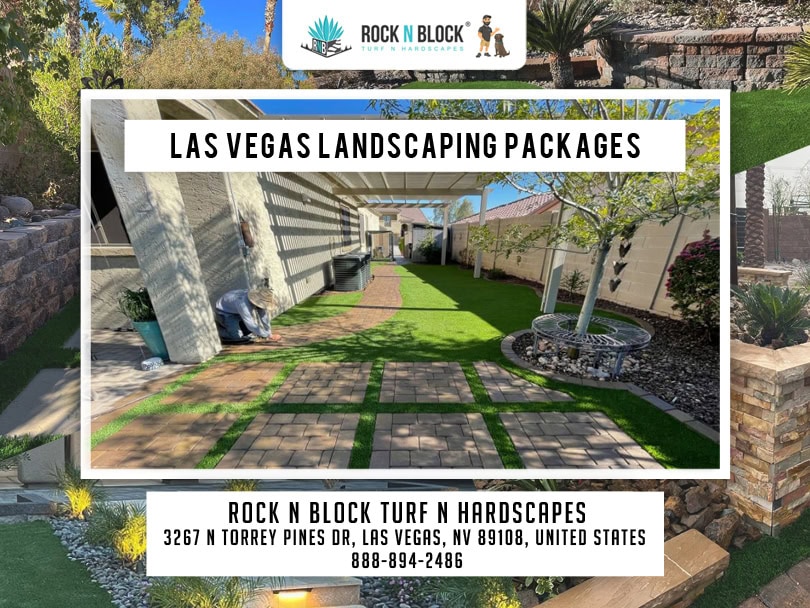 RNB
ROCK N BLOCK®
TURF N HARDSCAPES
LAS VEGAS LANDSCAPING PACKAGES
ROCK N BLOCK TURF N HARDSCAPES
3267 N TORREY PINES DR, LAS VEGAS, NV 89108, UNITED STATES
888-894-2486